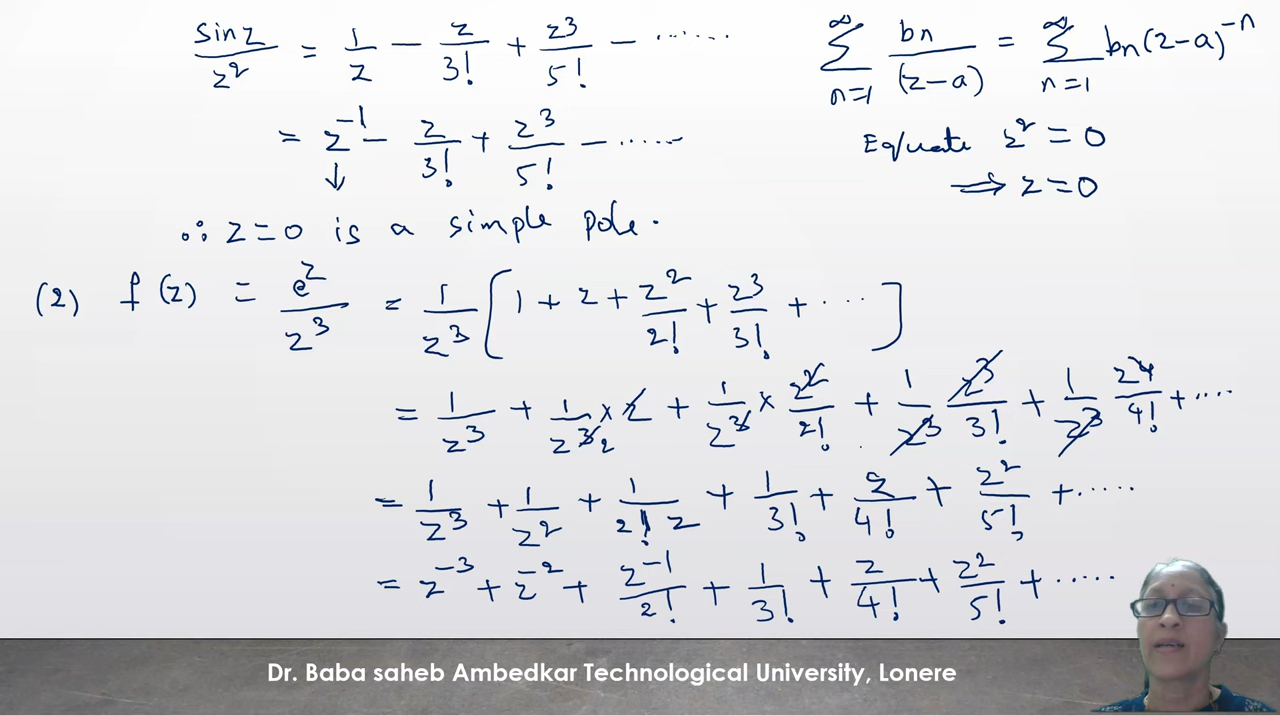 sinz/z² = 1/z − z/3! + z³/5! − ......
= z⁻¹ − z/3! + z³/5! − ......
↓
∴ z=0 is a simple pole.
∞∑n=1 bn/(z−a) = ∞∑n=1 bn(z−a)⁻ⁿ
Equate z² = 0
⟹ z=0
(2) f(z) = e^z/z³ = 1/z³ [1 + z + z²/2! + z³/3! + ...]
= 1/z³ + 1/z³ 2 × z + 1/z³ × z²/2! + 1/z³ z³/3! + 1/z³ z⁴/4! + ....
= 1/z³ + 1/z² + 1/2! z + 1/3! + z/4! + z²/5! + .....
= z⁻³ + z⁻² + z⁻¹/2! + 1/3! + z/4! + z²/5! + .....
Dr. Baba saheb Ambedkar Technological University, Lonere